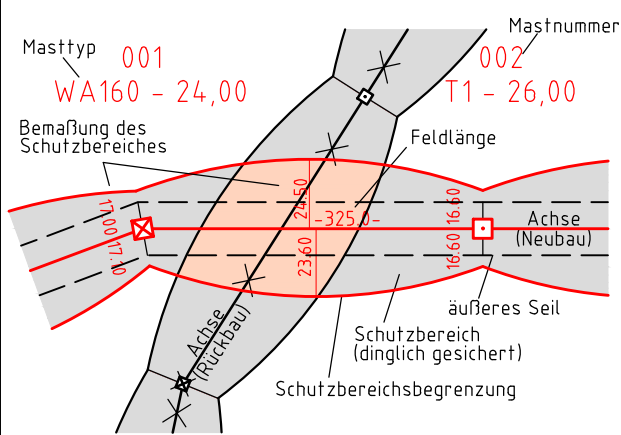 Mastnummer
Masttyp
001
002
WA160 - 24,00
T1 - 26,00
Bemaßung des
Schutzbereiches
Feldlänge
17.00
17.10
24.50
-325.0-
23.60
16.60
16.60
Achse
(Neubau)
äußeres Seil
Achse
(Rückbau)
Schutzbereich
(dinglich gesichert)
Schutzbereichsbegrenzung